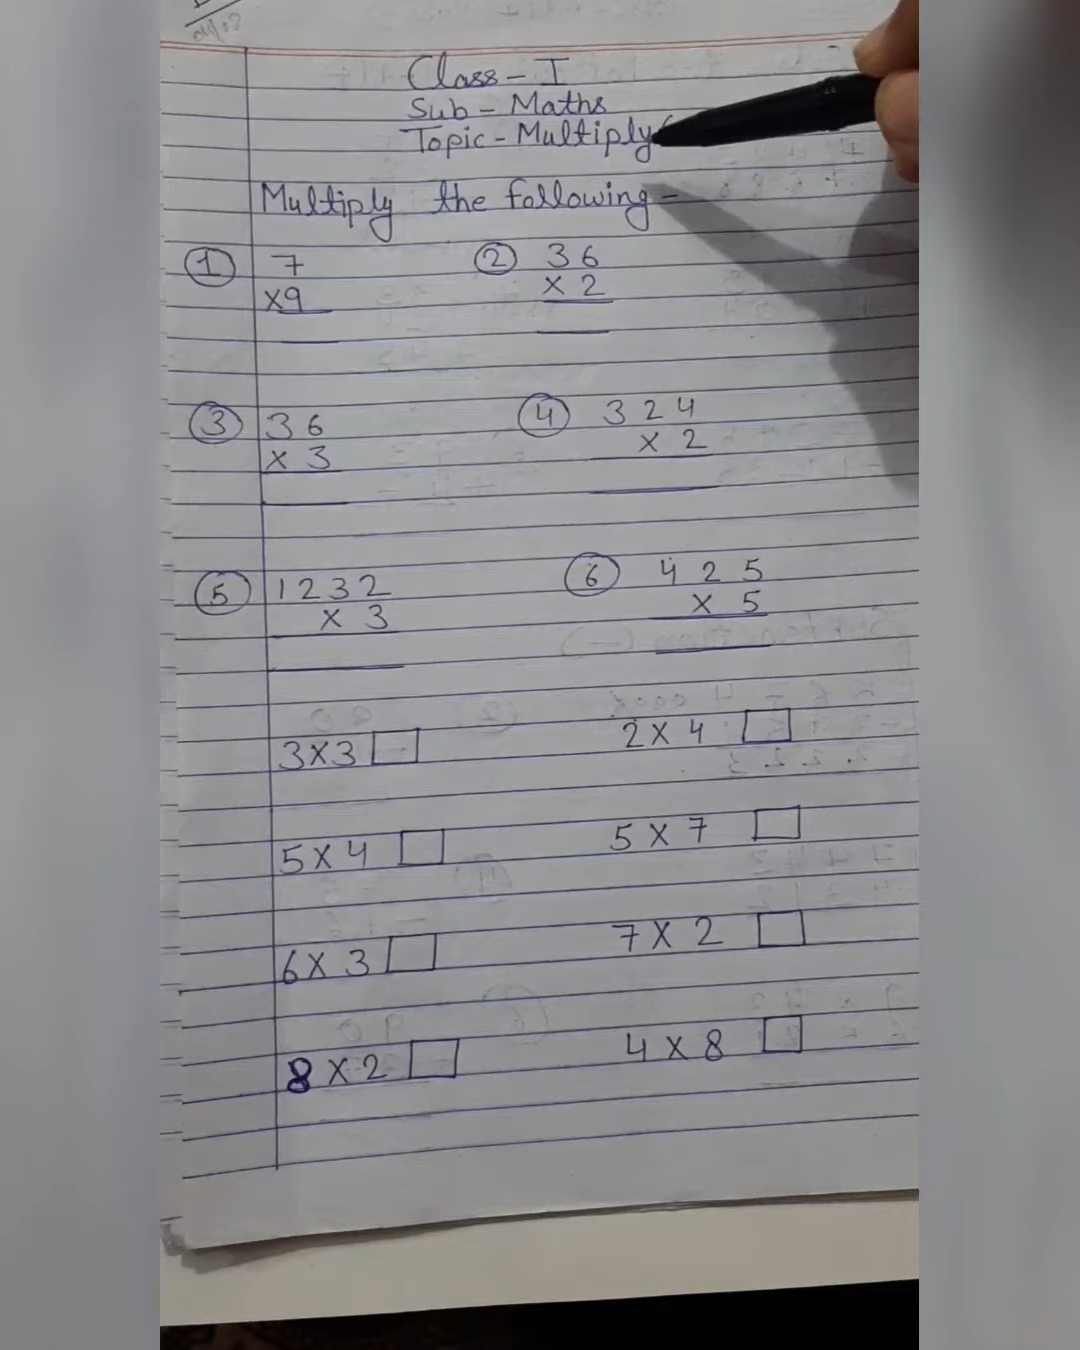 04/02
Class - I
Sub - Maths
Topic - Multiply
Multiply the following -
① 7 ② 36
×9 × 2
③ 36 ④ 324
× 3 × 2
⑤ 1232 ⑥ 425
× 3 × 5
3×3 2×4
5×4 5×7
6×3 7×2
8×2 4×8